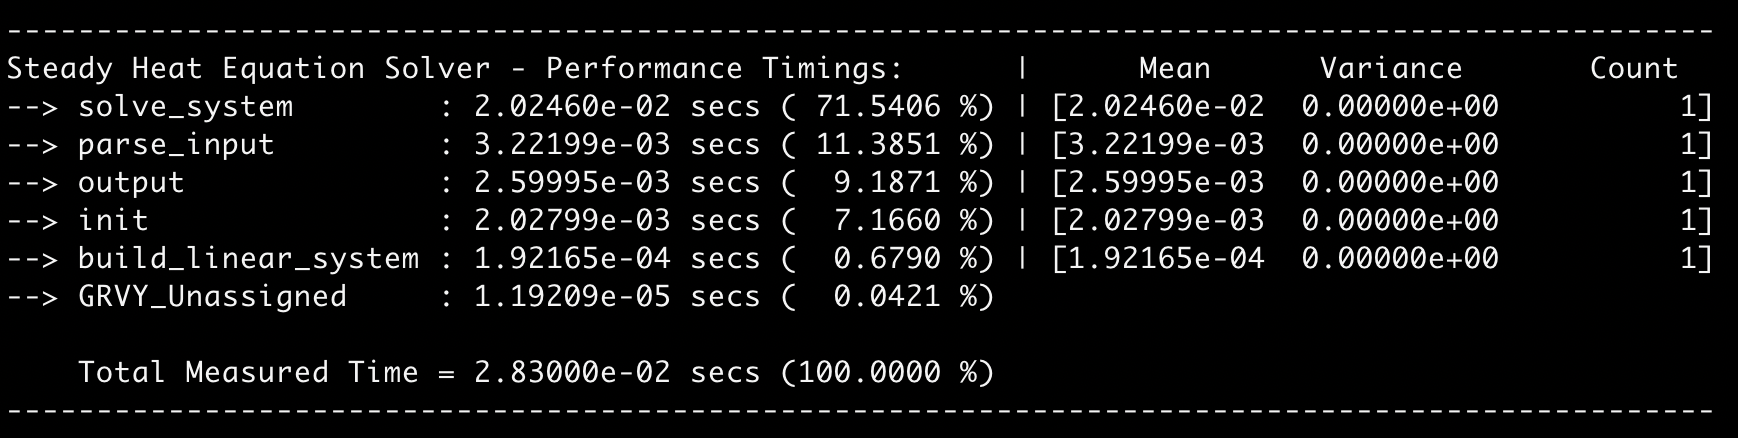 -----------------------------------------------------------------------------------------------
Steady Heat Equation Solver - Performance Timings:      |      Mean      Variance       Count
--> solve_system        : 2.02460e-02 secs ( 71.5406 %) | [2.02460e-02  0.00000e+00          1]
--> parse_input         : 3.22199e-03 secs ( 11.3851 %) | [3.22199e-03  0.00000e+00          1]
--> output              : 2.59995e-03 secs (  9.1871 %) | [2.59995e-03  0.00000e+00          1]
--> init                : 2.02799e-03 secs (  7.1660 %) | [2.02799e-03  0.00000e+00          1]
--> build_linear_system : 1.92165e-04 secs (  0.6790 %) | [1.92165e-04  0.00000e+00          1]
--> GRVY_Unassigned     : 1.19209e-05 secs (  0.0421 %)

    Total Measured Time = 2.83000e-02 secs (100.0000 %)
-----------------------------------------------------------------------------------------------